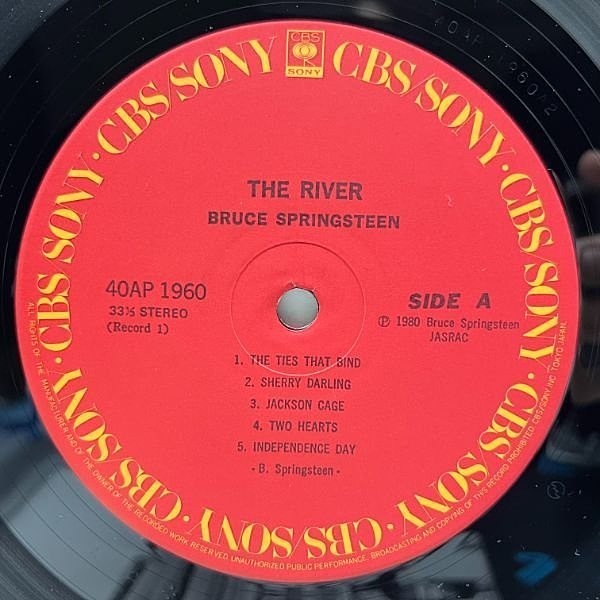 40AP 1960A2
CBS
SONY
CBS/SONY · CBS/SONY · CBS/SONY · CBS/SONY · CBS/SONY · CBS/SONY · CBS/SONY · CBS/SONY
THE RIVER
BRUCE SPRINGSTEEN
40AP 1960
33⅓ STEREO
(Record 1)
SIDE A
Ⓟ 1980 Bruce Springsteen
JASRAC
1. THE TIES THAT BIND
2. SHERRY DARLING
3. JACKSON CAGE
4. TWO HEARTS
5. INDEPENDENCE DAY
- B. Springsteen -
ALL RIGHTS OF THE MANUFACTURER AND OF THE OWNER OF THE RECORDED WORK RESERVED. UNAUTHORIZED PUBLIC PERFORMANCE, BROADCASTING AND COPYING OF THIS RECORD PROHIBITED. CBS/SONY INC. TOKYO JAPAN.